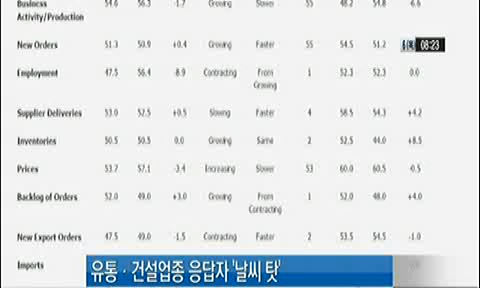 Business Activity/Production 54.6 56.3 -1.7 Growing Slower 55 48.2 54.8 -6.6
New Orders 51.3 50.9 +0.4 Growing Faster 55 54.5 51.2
08:23
Employment 47.5 56.4 -8.9 Contracting From Growing 1 52.3 52.3 0.0
Supplier Deliveries 53.0 52.5 +0.5 Slowing Faster 4 58.5 54.3 +4.2
Inventories 50.5 50.5 0.0 Growing Same 2 52.5 44.0 +8.5
Prices 53.7 57.1 -3.4 Increasing Slower 53 60.0 60.5 -0.5
Backlog of Orders 52.0 49.0 +3.0 Growing From Contracting 1 52.0 48.0 +4.0
New Export Orders 47.5 49.0 -1.5 Contracting Faster 2 53.5 54.5 -1.0
Imports
유통·건설업종 응답자 '날씨 탓'